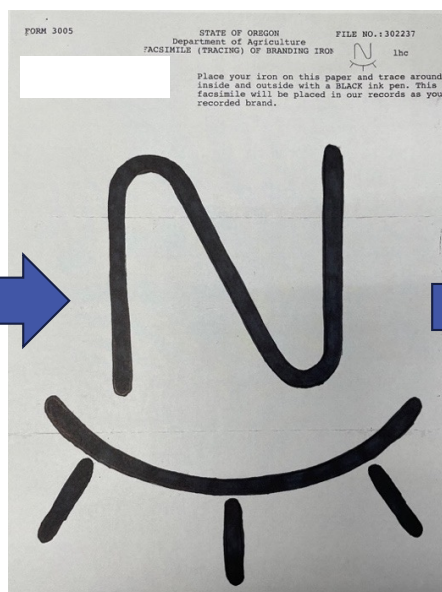 FORM 3005
STATE OF OREGON
FILE NO.:302237
Department of Agriculture
FACSIMILE (TRACING) OF BRANDING IRON
N
lhc
Place your iron on this paper and trace around
inside and outside with a BLACK ink pen. This
facsimile will be placed in our records as you
recorded brand.
N